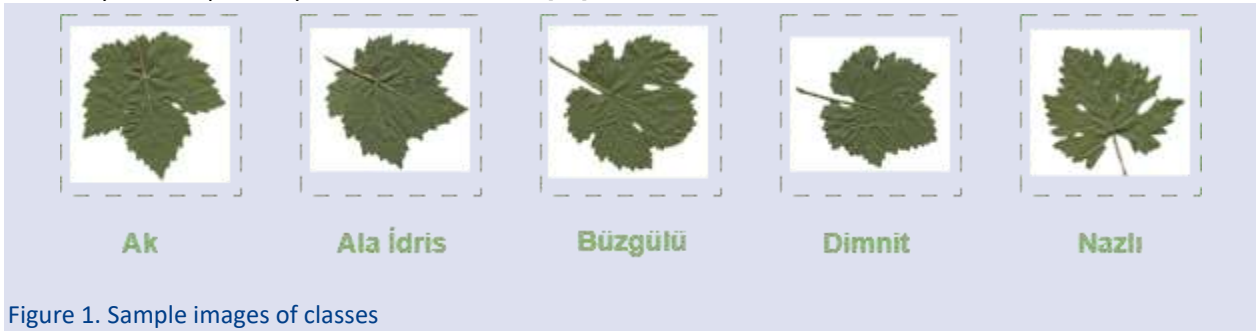 Ak
Ala İdris
Büzgülü
Dimnit
Nazlı
Figure 1. Sample images of classes